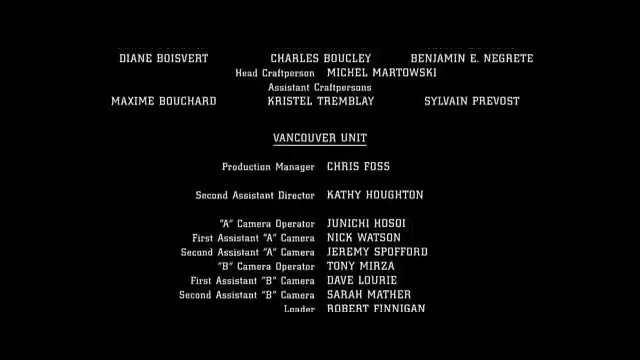 DIANE BOISVERT CHARLES BOUCLEY BENJAMIN E. NEGRETE
Head Craftperson MICHEL MARTOWSKI
Assistant Craftpersons
MAXIME BOUCHARD KRISTEL TREMBLAY SYLVAIN PREVOST
VANCOUVER UNIT
Production Manager CHRIS FOSS
Second Assistant Director KATHY HOUGHTON
"A" Camera Operator JUNICHI HOSOI
First Assistant "A" Camera NICK WATSON
Second Assistant "A" Camera JEREMY SPOFFORD
"B" Camera Operator TONY MIRZA
First Assistant "B" Camera DAVE LOURIE
Second Assistant "B" Camera SARAH MATHER
Loader ROBERT FINNIGAN